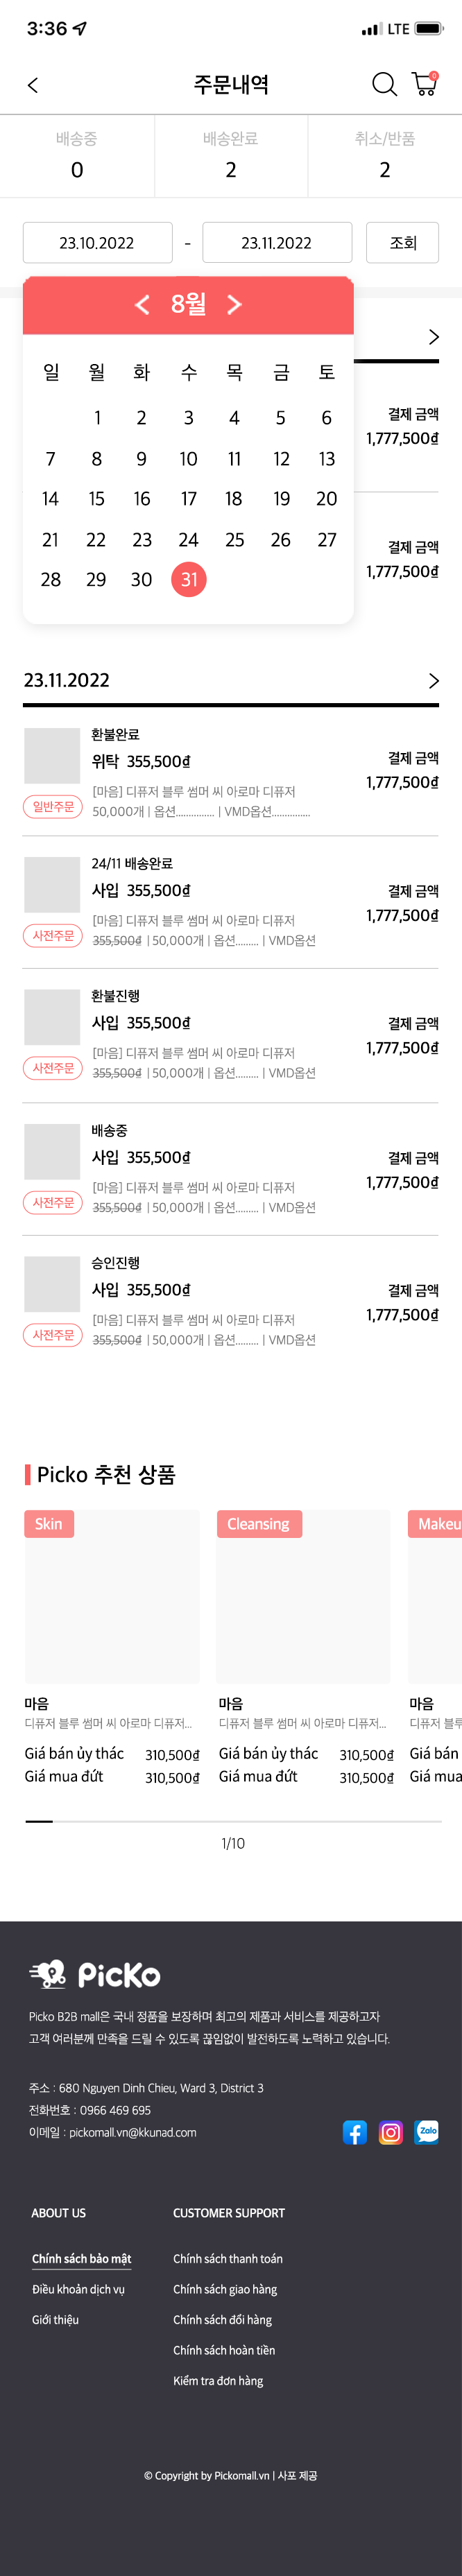 3:36 LTE
주문내역
0
배송중 배송완료 취소/반품
0 2 2
23.10.2022 - 23.11.2022 조회
< 8월 >
일 월 화 수 목 금 토
1 2 3 4 5 6
7 8 9 10 11 12 13
14 15 16 17 18 19 20
21 22 23 24 25 26 27
28 29 30 31
결제 금액
1,777,500₫
결제 금액
1,777,500₫
23.11.2022
환불완료
위탁 355,500₫
[마음] 디퓨저 블루 썸머 씨 아로마 디퓨저
50,000개 | 옵션............... | VMD옵션...............
일반주문
결제 금액
1,777,500₫
24/11 배송완료
사입 355,500₫
[마음] 디퓨저 블루 썸머 씨 아로마 디퓨저
355,500₫ | 50,000개 | 옵션......... | VMD옵션
사전주문
결제 금액
1,777,500₫
환불진행
사입 355,500₫
[마음] 디퓨저 블루 썸머 씨 아로마 디퓨저
355,500₫ | 50,000개 | 옵션......... | VMD옵션
사전주문
결제 금액
1,777,500₫
배송중
사입 355,500₫
[마음] 디퓨저 블루 썸머 씨 아로마 디퓨저
355,500₫ | 50,000개 | 옵션......... | VMD옵션
사전주문
결제 금액
1,777,500₫
승인진행
사입 355,500₫
[마음] 디퓨저 블루 썸머 씨 아로마 디퓨저
355,500₫ | 50,000개 | 옵션......... | VMD옵션
사전주문
결제 금액
1,777,500₫
Picko 추천 상품
Skin Cleansing Makeu
마음 마음 마음
디퓨저 블루 썸머 씨 아로마 디퓨저... 디퓨저 블루 썸머 씨 아로마 디퓨저... 디퓨저 블루
Giá bán ủy thác 310,500₫ Giá bán ủy thác 310,500₫ Giá bán
Giá mua đứt 310,500₫ Giá mua đứt 310,500₫ Giá mua
1/10
Picko
Picko B2B mall은 국내 정품을 보장하며 최고의 제품과 서비스를 제공하고자
고객 여러분께 만족을 드릴 수 있도록 끊임없이 발전하도록 노력하고 있습니다.
주소 : 680 Nguyen Dinh Chieu, Ward 3, District 3
전화번호 : 0966 469 695
이메일 : pickomall.vn@kkunad.com
Zalo
ABOUT US CUSTOMER SUPPORT
Chính sách bảo mật Chính sách thanh toán
Điều khoản dịch vụ Chính sách giao hàng
Giới thiệu Chính sách đổi hàng
Chính sách hoàn tiền
Kiểm tra đơn hàng
© Copyright by Pickomall.vn | 사포 제공